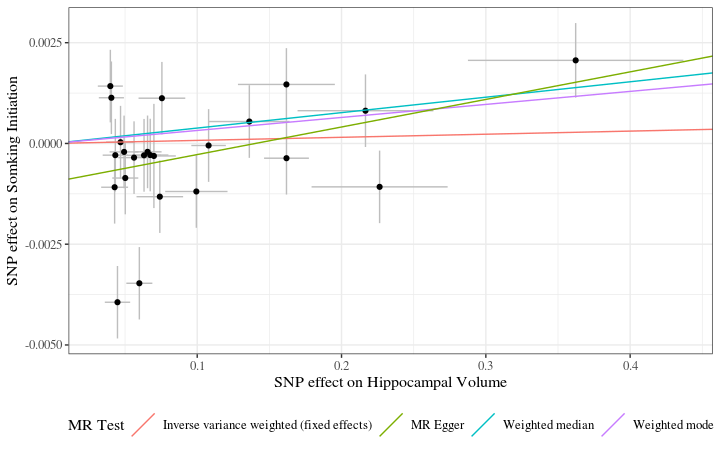 SNP effect on Somking Initiation
0.0025
0.0000
-0.0025
-0.0050
0.1 0.2 0.3 0.4
SNP effect on Hippocampal Volume
MR Test Inverse variance weighted (fixed effects) MR Egger Weighted median Weighted mode